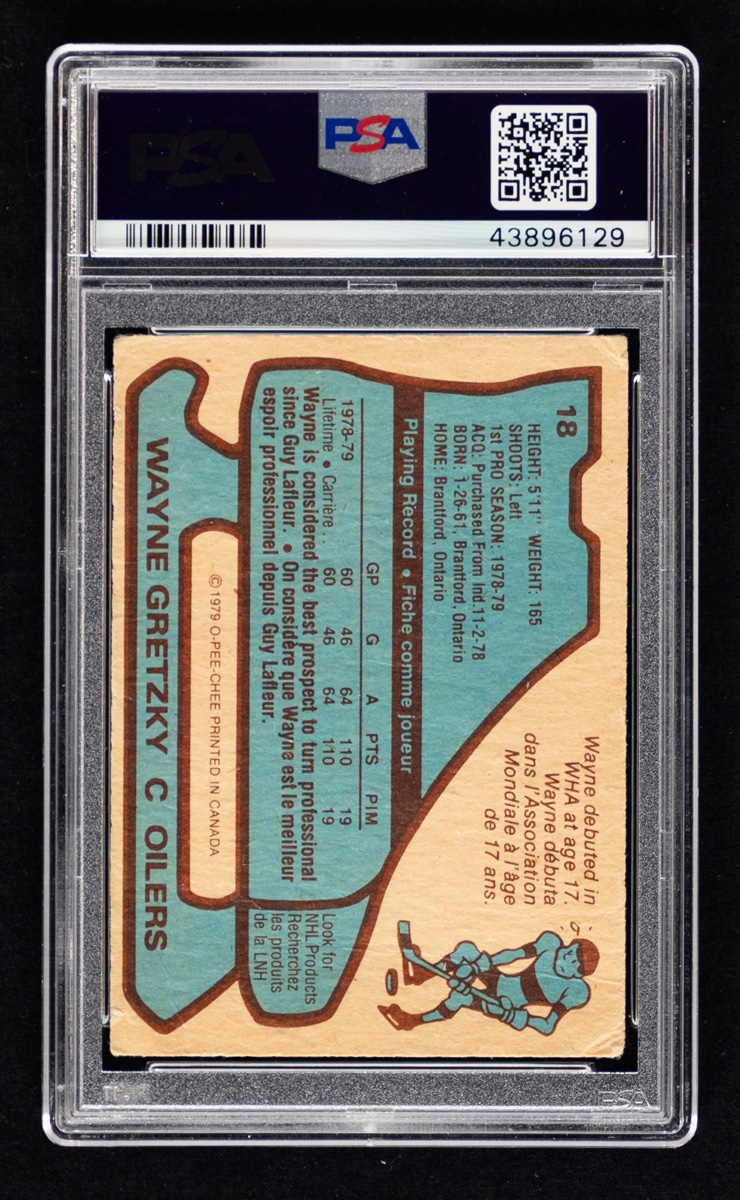 PSA
PSA
43896129
18
HEIGHT: 5'11" WEIGHT: 165
SHOOTS: Left
1st PRO SEASON: 1978-79
ACQ: Purchased From Ind. 11-2-78
BORN: 1-26-61, Brantford, Ontario
HOME: Brantford, Ontario
Wayne debuted in
WHA at age 17.
Wayne débuta
dans l'Association
Mondiale à l'âge
de 17 ans.
Playing Record • Fiche comme joueur
GP G A PTS PIM
1978-79 60 46 64 110 19
Lifetime • Carrière . . 60 46 64 110 19
Wayne is considered the best prospect to turn professional
since Guy Lafleur. • On considère que Wayne est le meilleur
espoir professionnel depuis Guy Lafleur.
Look for
NHL Products
Recherchez
les produits
de la LNH
© 1979 O-PEE-CHEE PRINTED IN CANADA
WAYNE GRETZKY C OILERS
PSA